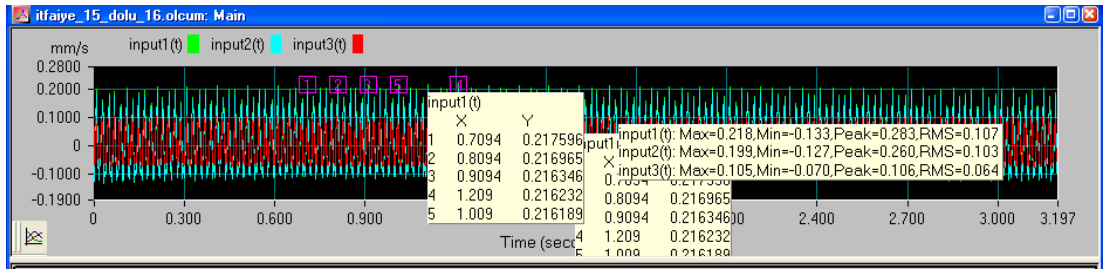 itfaiye_15_dolu_16.olcum: Main
mm/s input1(t) input2(t) input3(t)
0.2800
0.2000
0.1000
0
-0.1000
-0.1900
1 2 3 5 4
input1(t)
X Y
1 0.7094 0.217596
2 0.8094 0.216965
3 0.9094 0.216346
4 1.209 0.216232
5 1.009 0.216189
input1(t): Max=0.218,Min=-0.133,Peak=0.283,RMS=0.107
input2(t): Max=0.199,Min=-0.127,Peak=0.260,RMS=0.103
input3(t): Max=0.105,Min=-0.070,Peak=0.106,RMS=0.064
X
0.8094 0.216965
0.9094 0.216346
4 1.209 0.216232
5 1.009 0.216189
0 0.300 0.600 0.900 2.400 2.700 3.000 3.197
Time